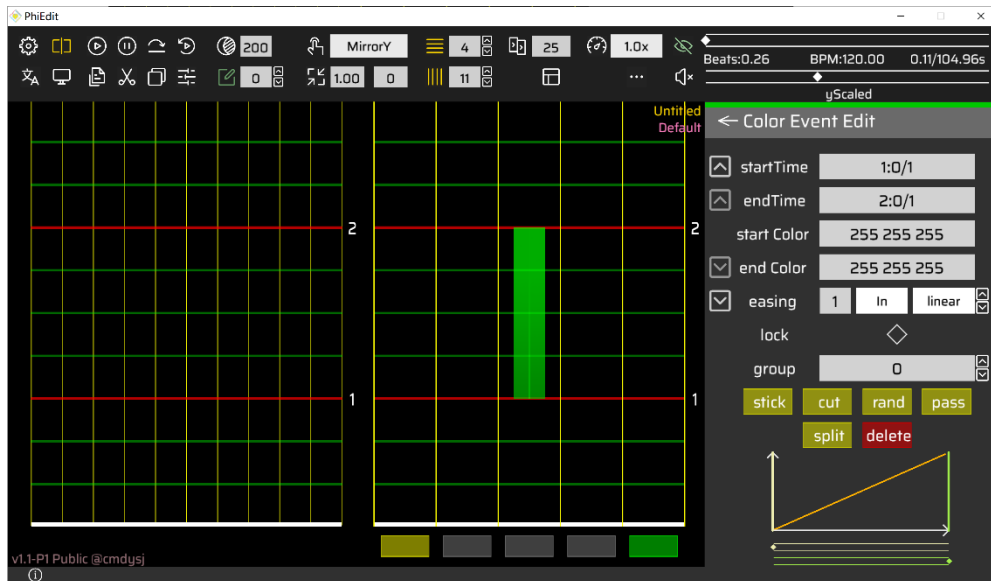 PhiEdit
200 MirrorY 4 25 1.0x
0 1.00 0 11 ...
Beats:0.26 BPM:120.00 0.11/104.96s
yScaled
Untitled
Default
Color Event Edit
startTime 1:0/1
endTime 2:0/1
start Color 255 255 255
end Color 255 255 255
easing 1 In linear
lock
group 0
stick cut rand pass
split delete
2
1
2
1
v1.1-P1 Public @cmdysj